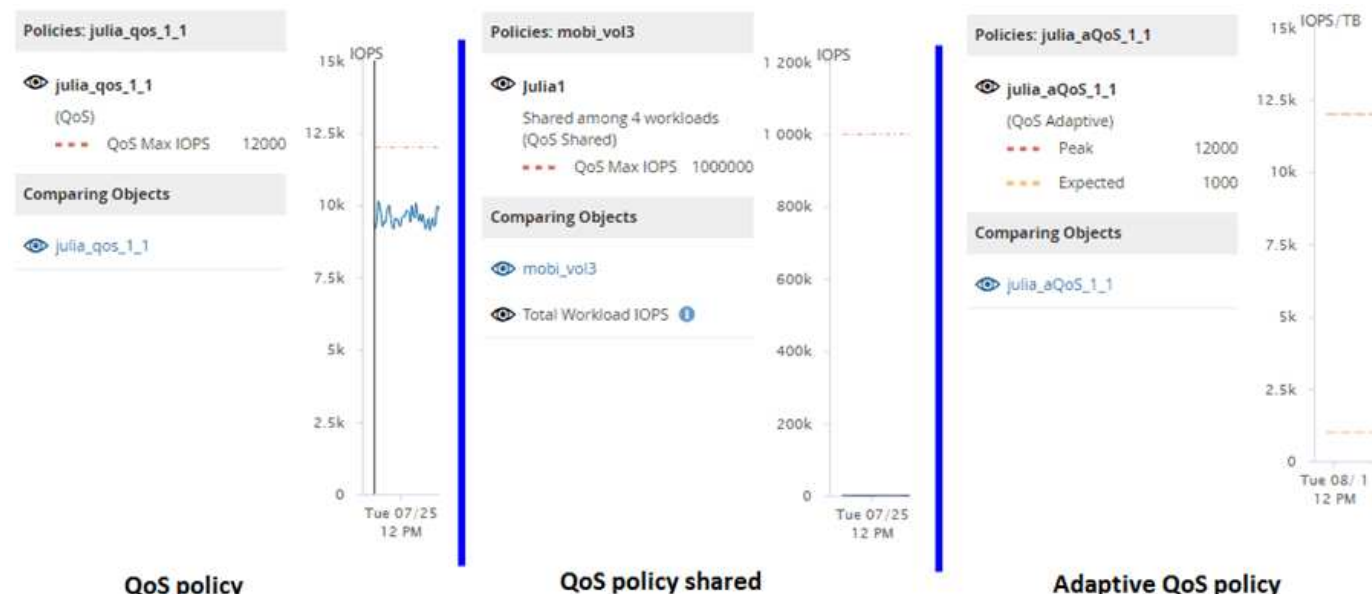 Policies: julia_qos_1_1
julia_qos_1_1
(QoS)
QoS Max IOPS 12000
Comparing Objects
julia_qos_1_1
IOPS
15k
12.5k
10k
7.5k
5k
2.5k
0
Tue 07/25
12 PM
QoS policy
Policies: mobi_vol3
Julia1
Shared among 4 workloads
(QoS Shared)
QoS Max IOPS 1000000
Comparing Objects
mobi_vol3
Total Workload IOPS i
IOPS
1 200k
1 000k
800k
600k
400k
200k
0
Tue 07/25
12 PM
QoS policy shared
Policies: julia_aQoS_1_1
julia_aQoS_1_1
(QoS Adaptive)
Peak 12000
Expected 1000
Comparing Objects
julia_aQoS_1_1
IOPS/TB
15k
12.5k
10k
7.5k
5k
2.5k
0
Tue 08/ 1
12 PM
Adaptive QoS policy